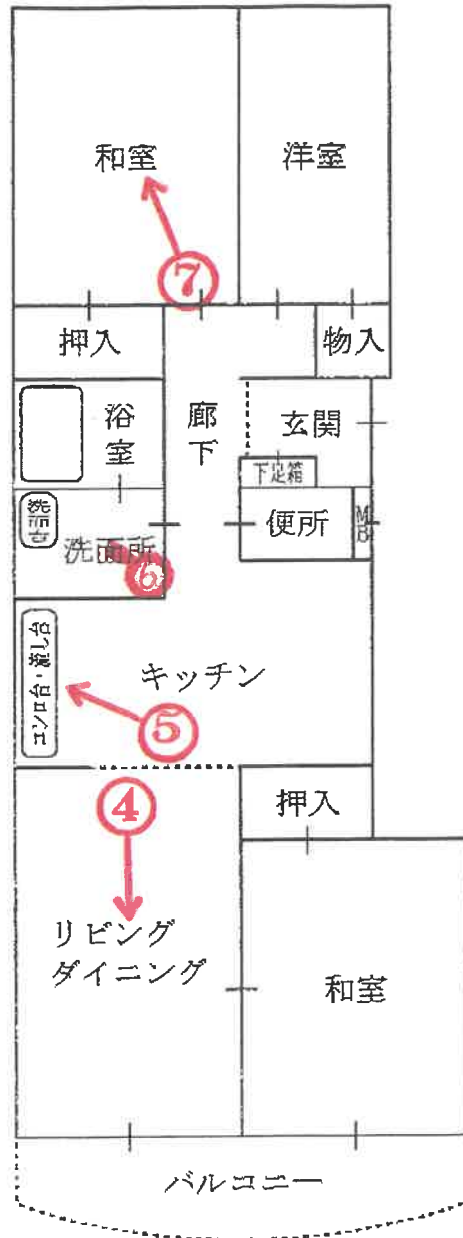 和室
洋室
⑦
押入
物入
浴室
廊下
玄関
下足箱
洗面台
洗面所
便所
MB
⑥
コンロ台・流し台
キッチン
⑤
④
押入
リビング
ダイニング
和室
バルコニー